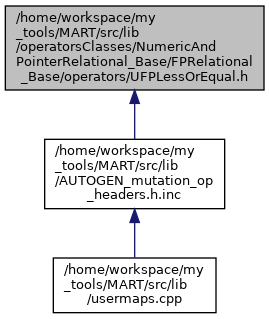 /home/workspace/my
_tools/MART/src/lib
/operatorsClasses/NumericAnd
PointerRelational_Base/FPRelational
_Base/operators/UFPLessOrEqual.h
/home/workspace/my
_tools/MART/src/lib
/AUTOGEN_mutation_op
_headers.h.inc
/home/workspace/my
_tools/MART/src/lib
/usermaps.cpp